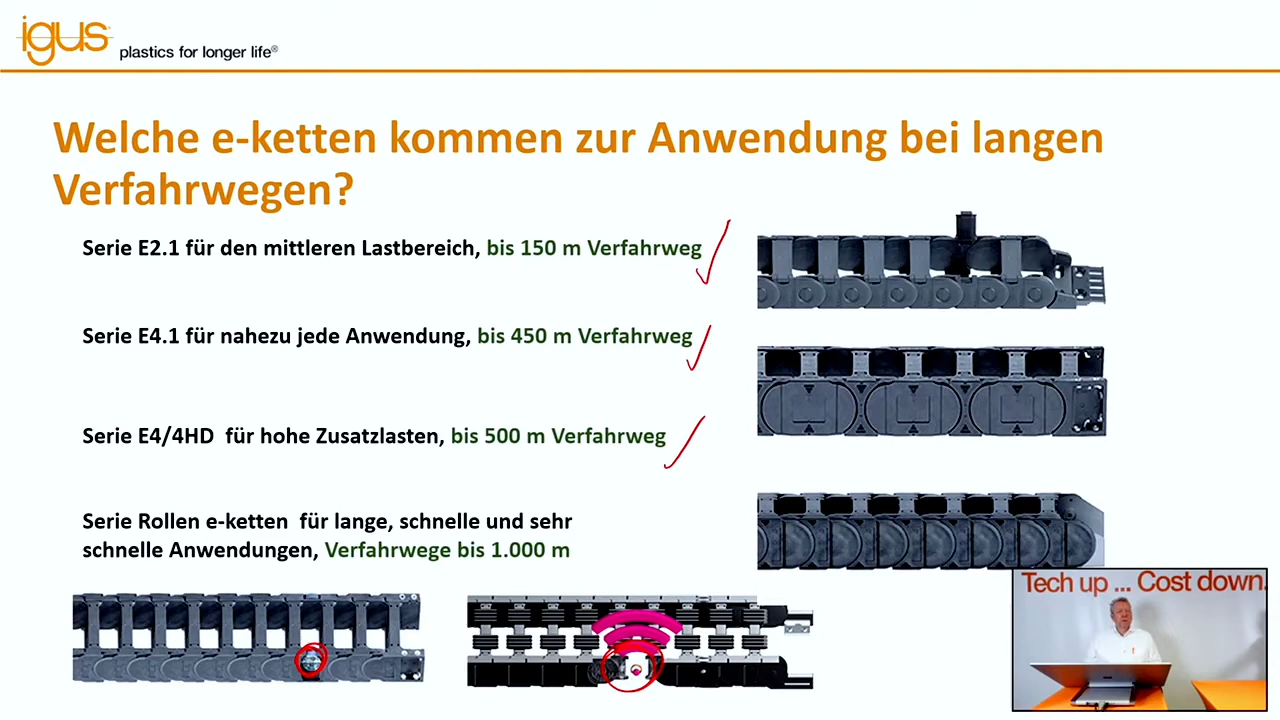 igus
plastics for longer life®
Welche e-ketten kommen zur Anwendung bei langen
Verfahrwegen?
Serie E2.1 für den mittleren Lastbereich, bis 150 m Verfahrweg
Serie E4.1 für nahezu jede Anwendung, bis 450 m Verfahrweg
Serie E4/4HD für hohe Zusatzlasten, bis 500 m Verfahrweg
Serie Rollen e-ketten für lange, schnelle und sehr
schnelle Anwendungen, Verfahrwege bis 1.000 m
Tech up ... Cost down.